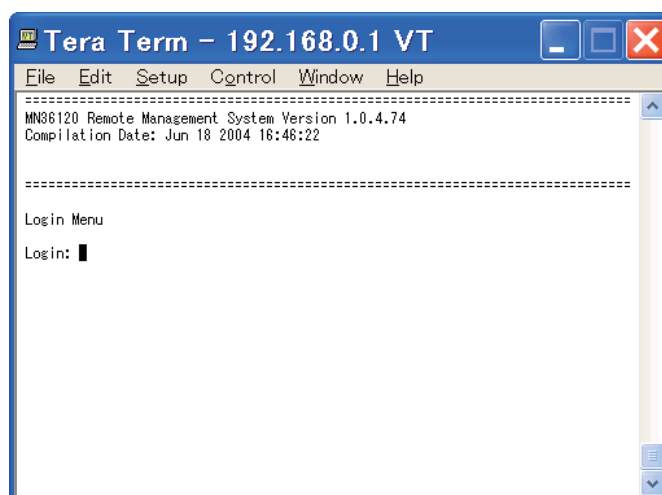 Tera Term - 192.168.0.1 VT
File Edit Setup Control Window Help
==============================================================================
MN36120 Remote Management System Version 1.0.4.74
Compilation Date: Jun 18 2004 16:46:22
==============================================================================
Login Menu
Login: